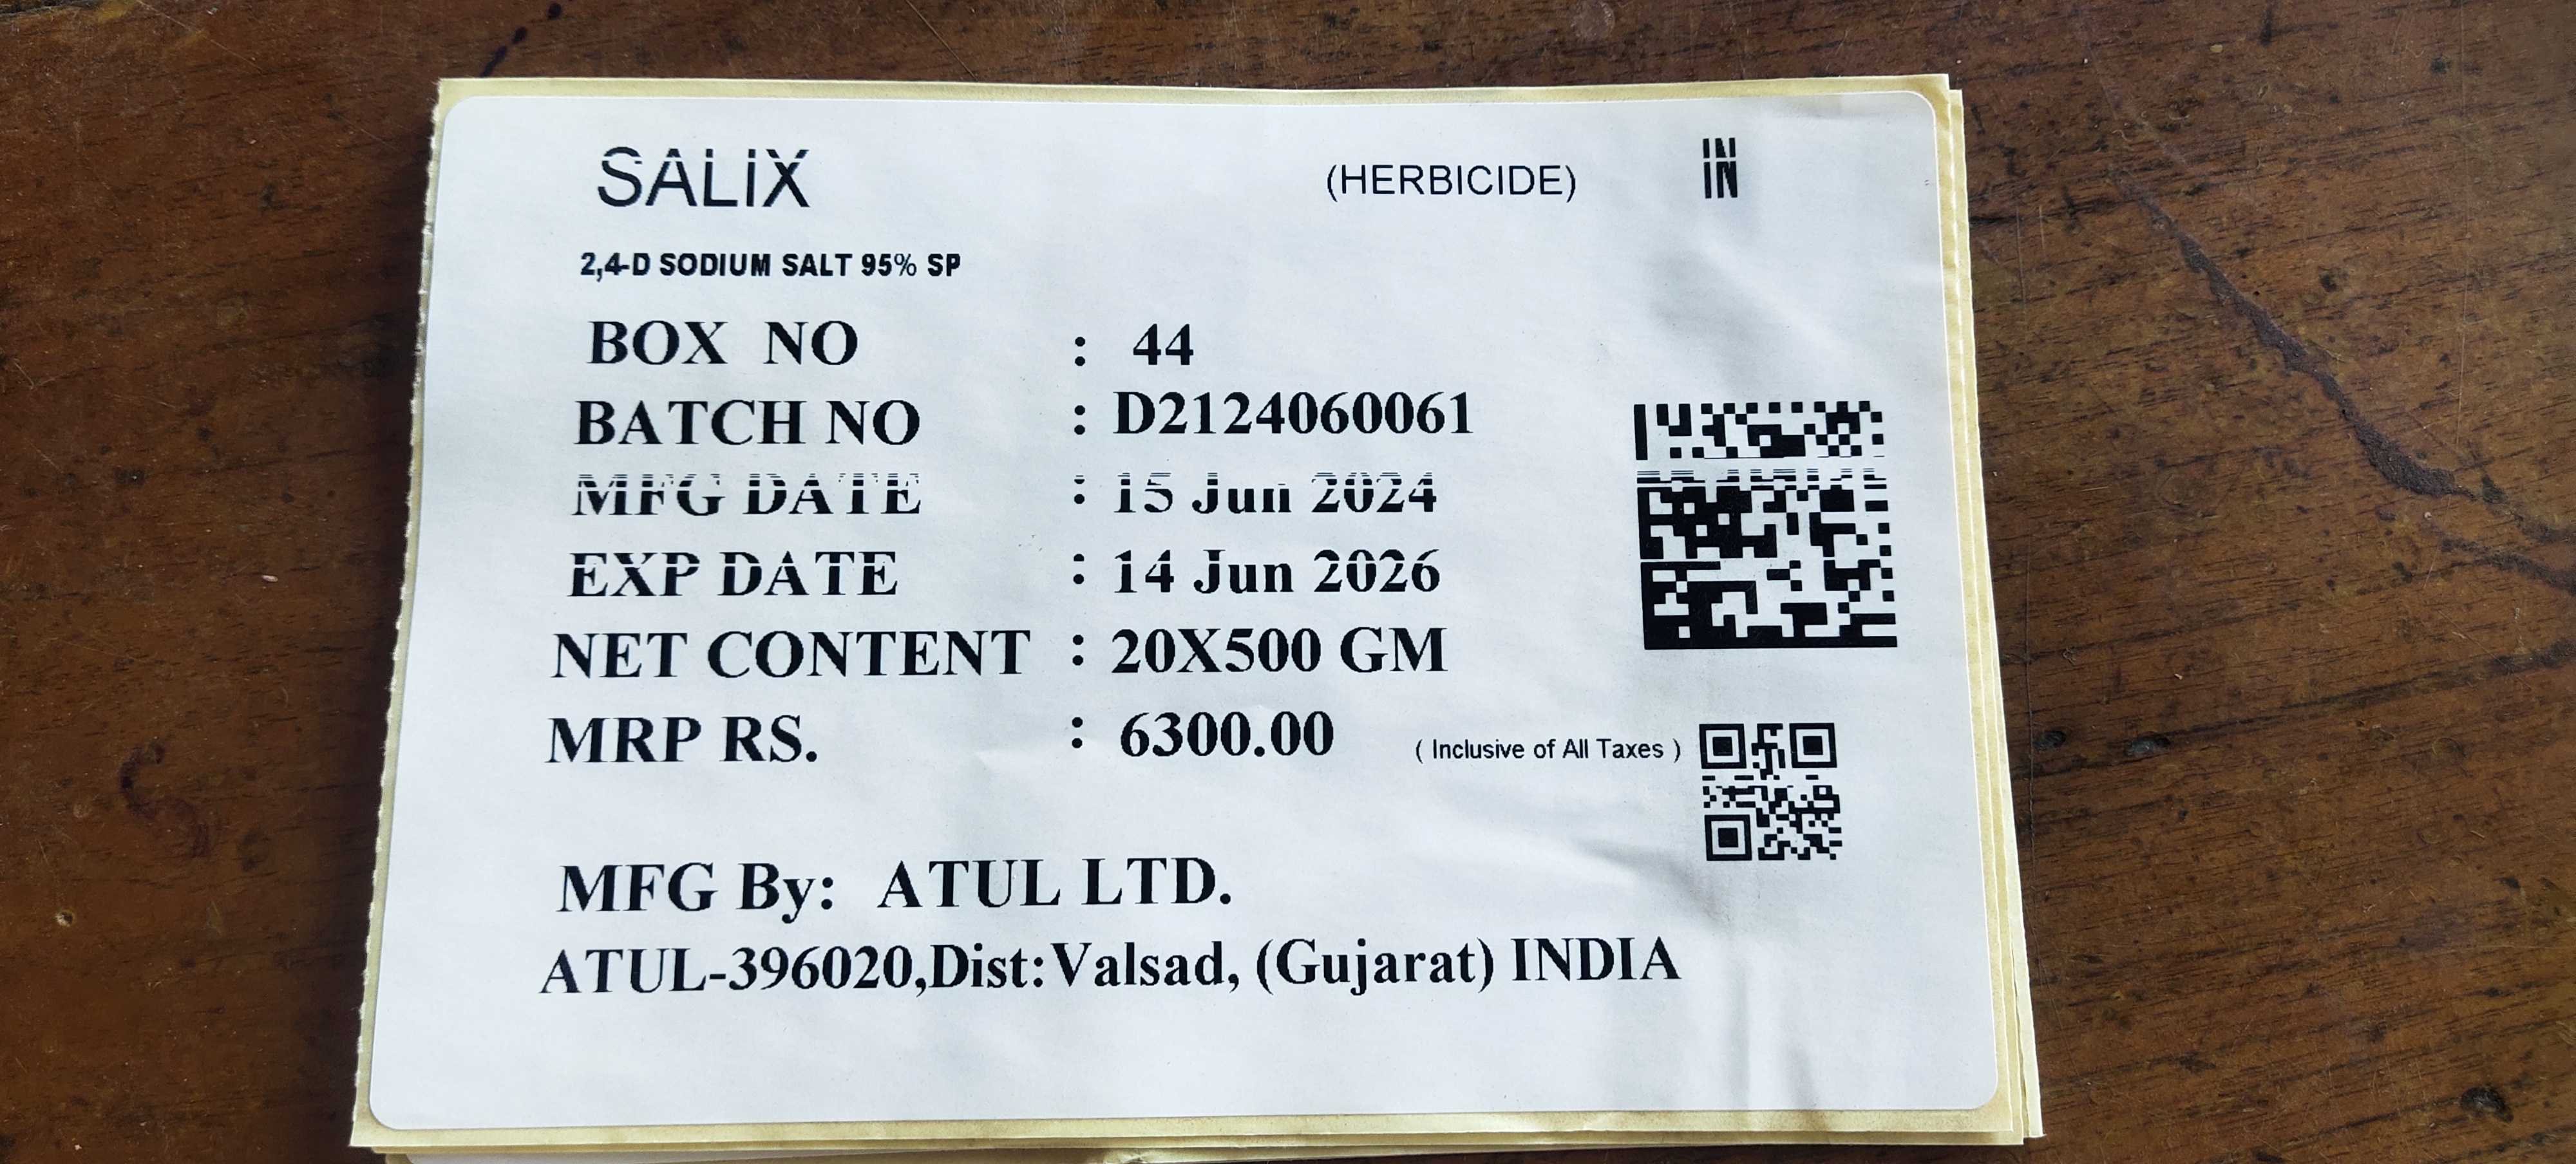 SALiX (HERBICIDE) IN
2,4-D SODIUM SALT 95% SP
BOX NO : 44
BATCH NO : D2124060061
MFG DATE : 15 Jun 2024
EXP DATE : 14 Jun 2026
NET CONTENT : 20X500 GM
MRP RS. : 6300.00 ( Inclusive of All Taxes )
MFG By: ATUL LTD.
ATUL-396020,Dist:Valsad, (Gujarat) INDIA